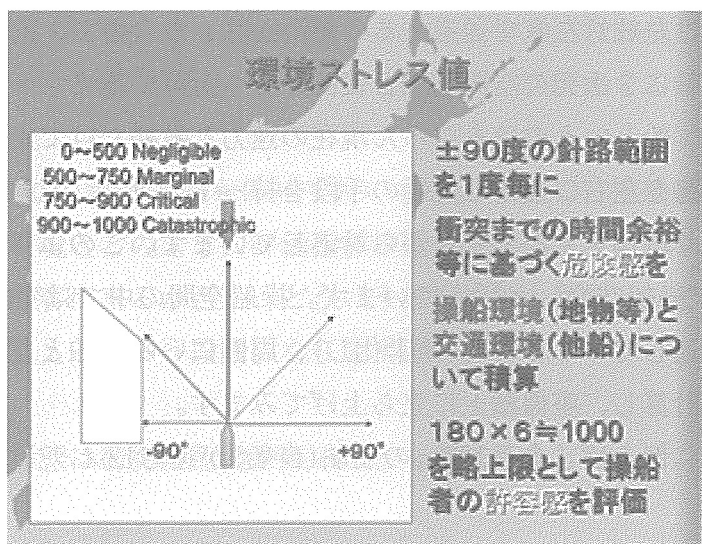 環境ストレス値
0～500 Negligible
500～750 Marginal
750～900 Critical
900～1000 Catastrophic
-90°
+90°
±90度の針路範囲
を1度毎に
衝突までの時間余裕
等に基づく危険感を
操船環境（地物等）と
交通環境（他船）につ
いて積算
180×6≒1000
を略上限として操船
者の許容感を評価